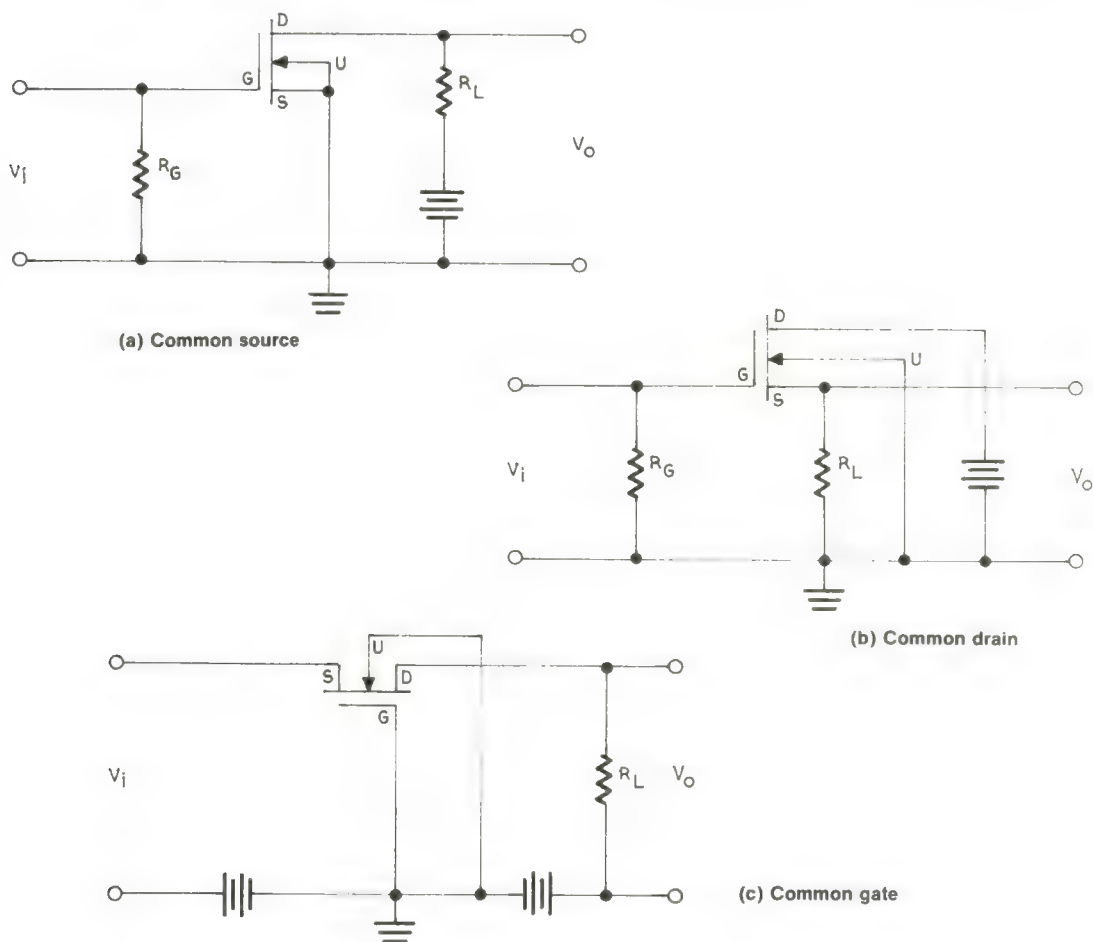 D
G
U
S
R_L
V_i
R_G
V_o
(a) Common source
D
G
U
S
V_i
R_G
R_L
V_o
(b) Common drain
U
S
D
G
V_i
R_L
V_o
(c) Common gate